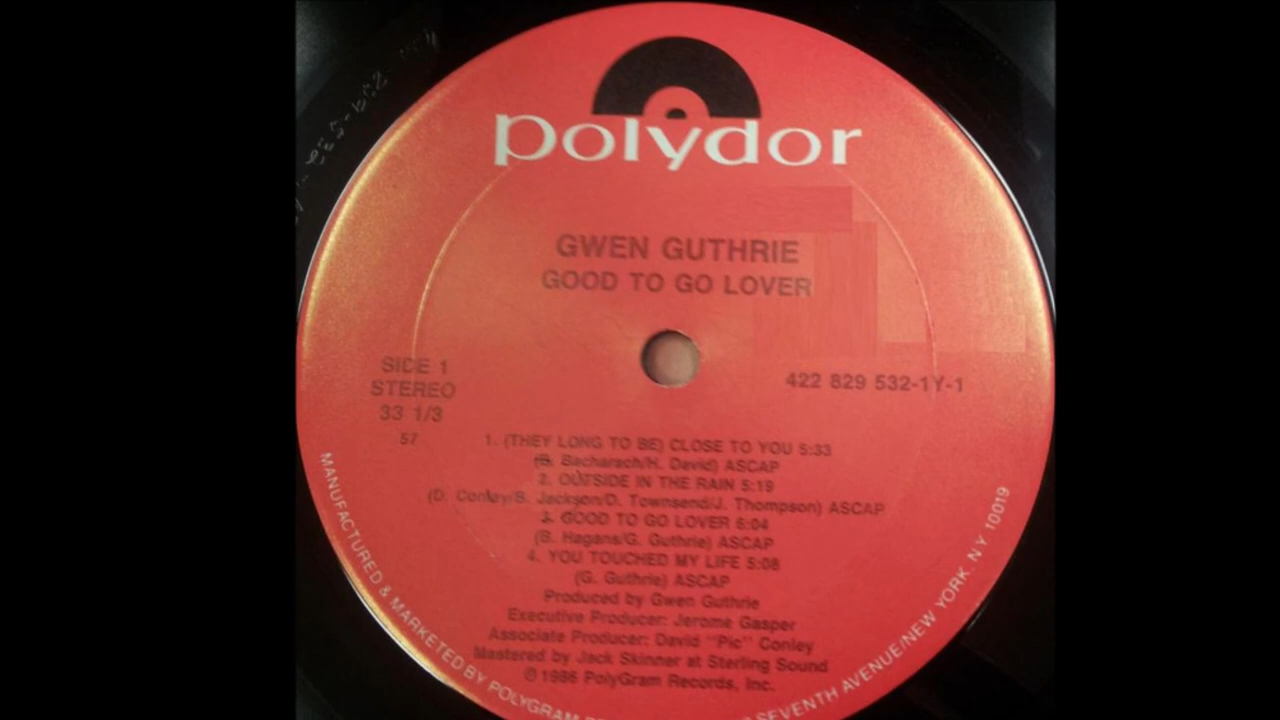 polydor
GWEN GUTHRIE
GOOD TO GO LOVER
SIDE 1
STEREO
33 1/3
57
422 829 532-1Y-1
1. (THEY LONG TO BE) CLOSE TO YOU 5:33
(B. Bacharach/H. David) ASCAP
2. OUTSIDE IN THE RAIN 5:19
(D. Conley/B. Jackson/D. Townsend/J. Thompson) ASCAP
3. GOOD TO GO LOVER 6:04
(B. Hagans/G. Guthrie) ASCAP
4. YOU TOUCHED MY LIFE 5:08
(G. Guthrie) ASCAP
Produced by Gwen Guthrie
Executive Producer: Jerome Gasper
Associate Producer: David "Pic" Conley
Mastered by Jack Skinner at Sterling Sound
© 1986 PolyGram Records, Inc.
MANUFACTURED & MARKETED BY POLYGRAM SEVENTH AVENUE/NEW YORK, N Y 10019